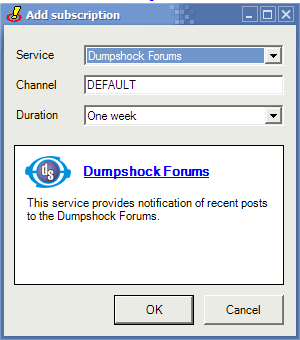 Add subscription
Service
Dumpshock Forums
Channel
DEFAULT
Duration
One week
ds
Dumpshock Forums
This service provides notification of recent posts
to the Dumpshock Forums.
OK
Cancel